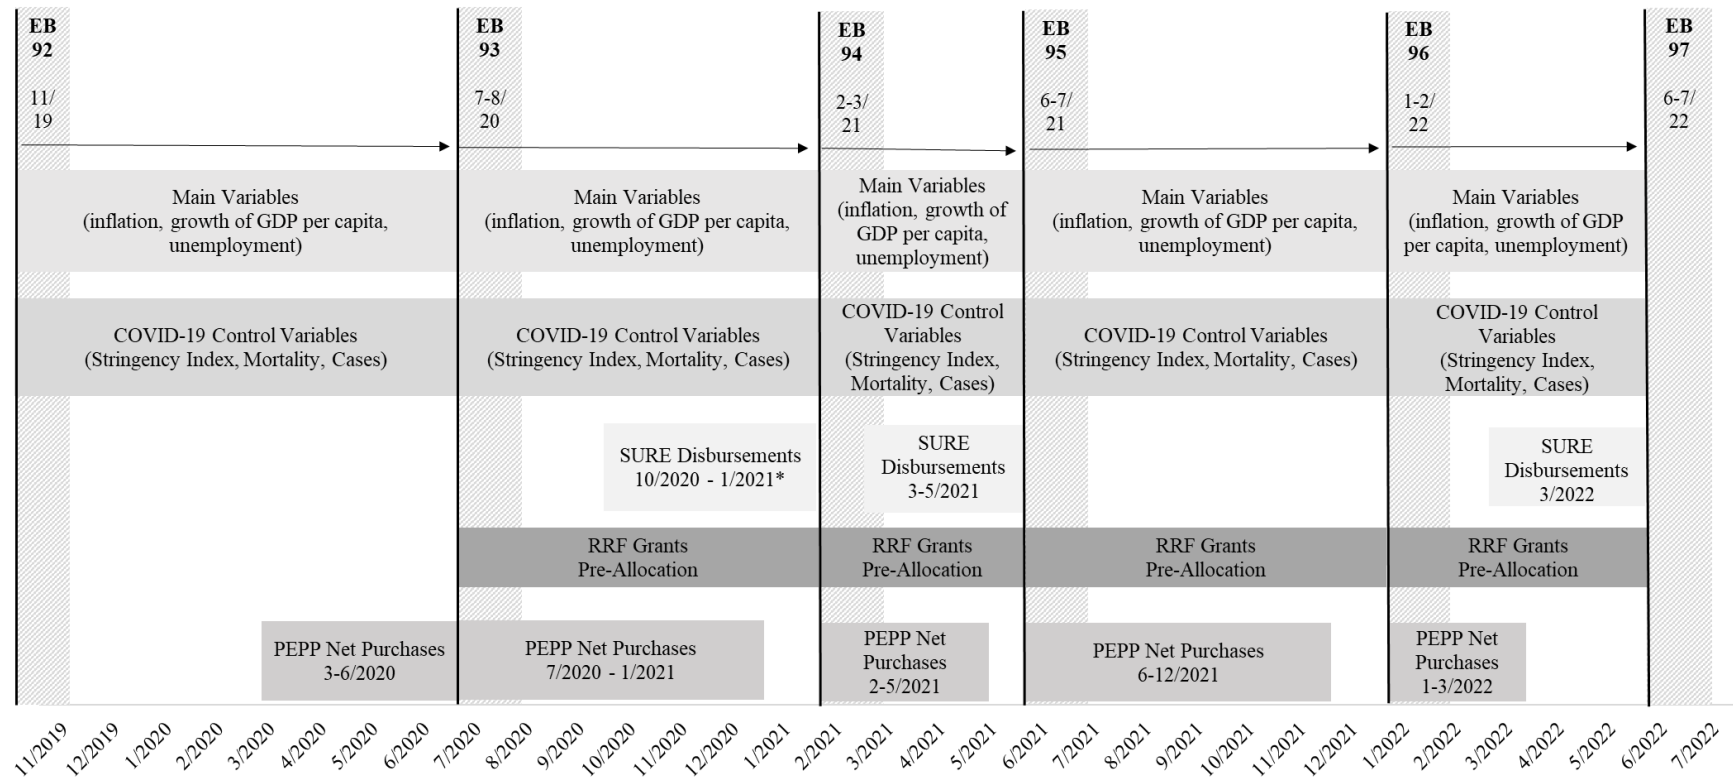 EB
92
11/
19
EB
93
7-8/
20
EB
94
2-3/
21
EB
95
6-7/
21
EB
96
1-2/
22
EB
97
6-7/
22
Main Variables
(inflation, growth of GDP per capita,
unemployment)
Main Variables
(inflation, growth of GDP per capita,
unemployment)
Main Variables
(inflation, growth of
GDP per capita,
unemployment)
Main Variables
(inflation, growth of GDP per capita,
unemployment)
Main Variables
(inflation, growth of GDP
per capita, unemployment)
COVID-19 Control Variables
(Stringency Index, Mortality, Cases)
COVID-19 Control Variables
(Stringency Index, Mortality, Cases)
COVID-19 Control
Variables
(Stringency Index,
Mortality, Cases)
COVID-19 Control Variables
(Stringency Index, Mortality, Cases)
COVID-19 Control
Variables
(Stringency Index,
Mortality, Cases)
SURE Disbursements
10/2020 - 1/2021*
SURE
Disbursements
3-5/2021
SURE
Disbursements
3/2022
RRF Grants
Pre-Allocation
RRF Grants
Pre-Allocation
RRF Grants
Pre-Allocation
RRF Grants
Pre-Allocation
PEPP Net Purchases
3-6/2020
PEPP Net Purchases
7/2020 - 1/2021
PEPP Net
Purchases
2-5/2021
PEPP Net Purchases
6-12/2021
PEPP Net
Purchases
1-3/2022
11/2019
12/2019
1/2020
2/2020
3/2020
4/2020
5/2020
6/2020
7/2020
8/2020
9/2020
10/2020
11/2020
12/2020
1/2021
2/2021
3/2021
4/2021
5/2021
6/2021
7/2021
8/2021
9/2021
10/2021
11/2021
12/2021
1/2022
2/2022
3/2022
4/2022
5/2022
6/2022
7/2022